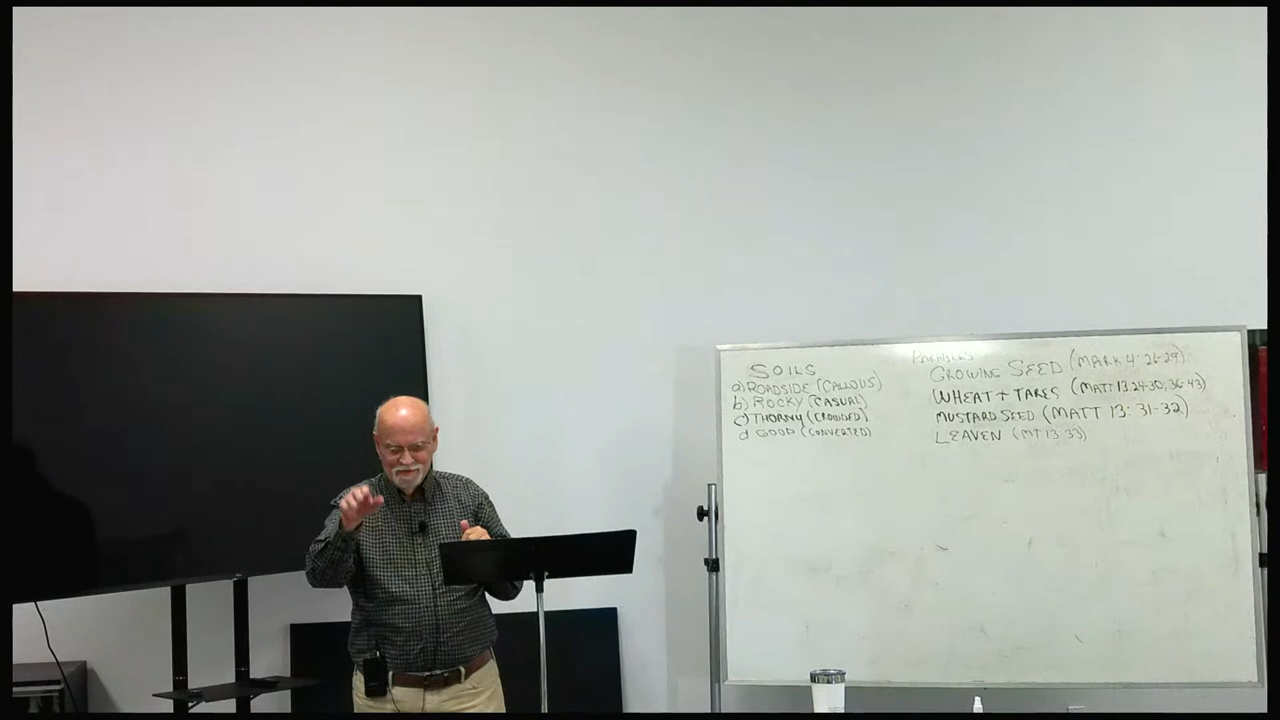 SOILS
a) ROADSIDE (CALLOUS)
b) ROCKY (CASUAL)
c) THORNY (CROWDED)
d GOOD (CONVERTED)
PARABLES
GROWING SEED (MARK 4:26-29)
WHEAT + TARES (MATT 13:24-30, 36-43)
MUSTARD SEED (MATT 13:31-32)
LEAVEN (MT 13:33)